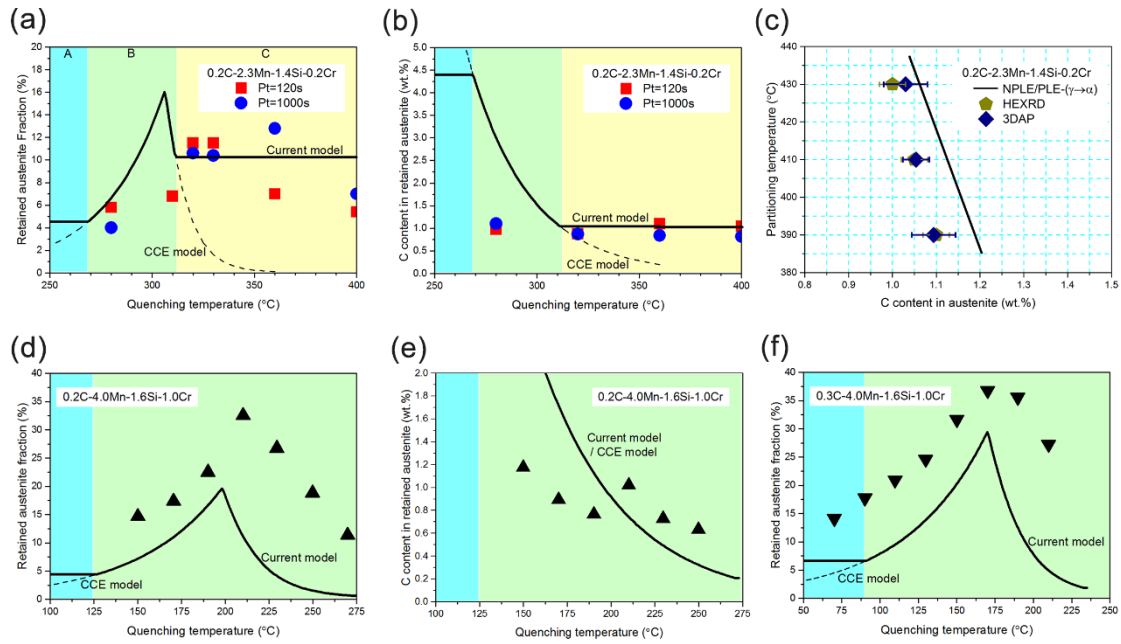 (a)
A
B
C
0.2C-2.3Mn-1.4Si-0.2Cr
Pt=120s
Pt=1000s
Current model
CCE model
Retained austenite Fraction (%)
20
18
16
14
12
10
8
6
4
2
0
250
300
350
400
Quenching temperature (°C)
(b)
0.2C-2.3Mn-1.4Si-0.2Cr
Pt=120s
Pt=1000s
Current model
CCE model
C content in retained austenite (wt.%)
5.0
4.5
4.0
3.5
3.0
2.5
2.0
1.5
1.0
0.5
0.0
250
300
350
400
Quenching temperature (°C)
(c)
0.2C-2.3Mn-1.4Si-0.2Cr
NPLE/PLE-(γ→α)
HEXRD
3DAP
Partitioning temperature (°C)
440
430
420
410
400
390
380
0.8
0.9
1.0
1.1
1.2
1.3
1.4
1.5
C content in austenite (wt.%)
(d)
0.2C-4.0Mn-1.6Si-1.0Cr
Current model
CCE model
Retained austenite fraction (%)
40
35
30
25
20
15
10
5
0
100
125
150
175
200
225
250
275
Quenching temperature (°C)
(e)
0.2C-4.0Mn-1.6Si-1.0Cr
Current model
/ CCE model
C content in retained austenite (wt.%)
2.0
1.8
1.6
1.4
1.2
1.0
0.8
0.6
0.4
0.2
0.0
100
125
150
175
200
225
250
275
Quenching temperature (°C)
(f)
0.3C-4.0Mn-1.6Si-1.0Cr
Current model
CCE model
Retained austenite fraction (%)
40
35
30
25
20
15
10
5
0
50
75
100
125
150
175
200
225
250
Quenching temperature (°C)